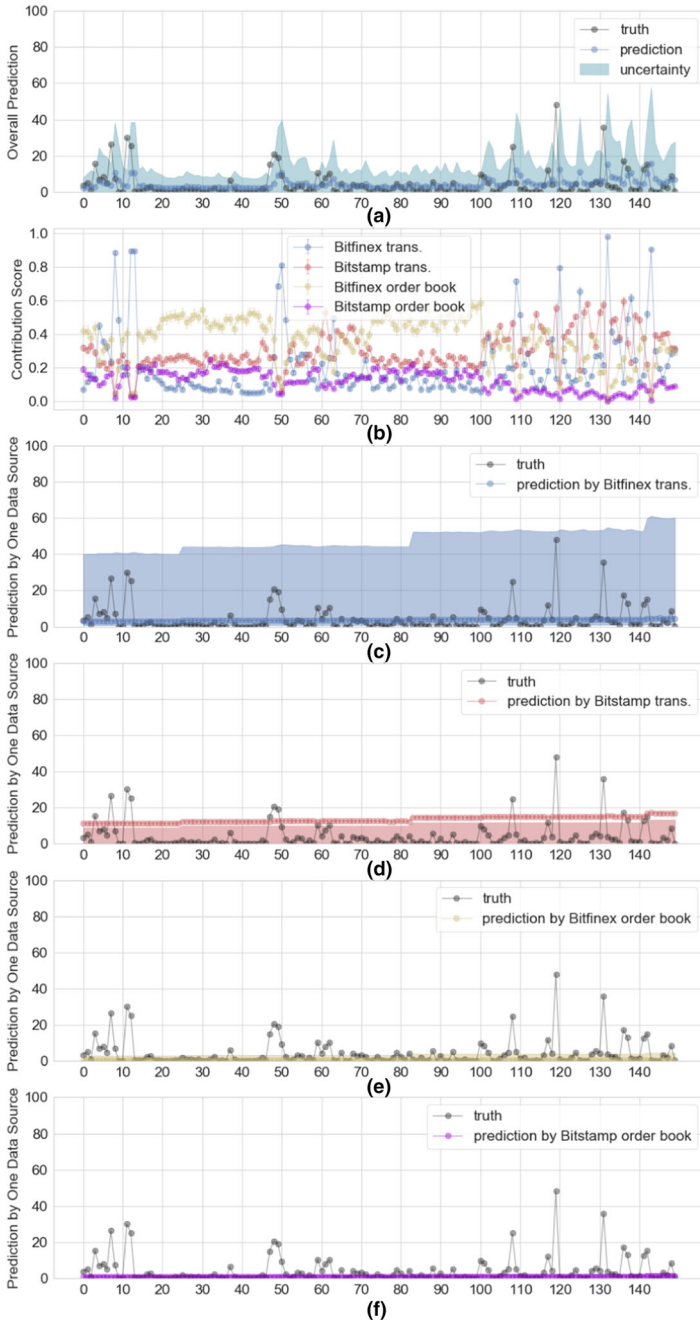 100
80
60
40
20
0
Overall Prediction
truth
prediction
uncertainty
0 10 20 30 40 50 60 70 80 90 100 110 120 130 140
(a)
1.0
0.8
0.6
0.4
0.2
0.0
Contribution Score
Bitfinex trans.
Bitstamp trans.
Bitfinex order book
Bitstamp order book
0 10 20 30 40 50 60 70 80 90 100 110 120 130 140
(b)
100
80
60
40
20
0
Prediction by One Data Source
truth
prediction by Bitfinex trans.
0 10 20 30 40 50 60 70 80 90 100 110 120 130 140
(c)
100
80
60
40
20
0
Prediction by One Data Source
truth
prediction by Bitstamp trans.
0 10 20 30 40 50 60 70 80 90 100 110 120 130 140
(d)
100
80
60
40
20
0
Prediction by One Data Source
truth
prediction by Bitfinex order book
0 10 20 30 40 50 60 70 80 90 100 110 120 130 140
(e)
100
80
60
40
20
0
Prediction by One Data Source
truth
prediction by Bitstamp order book
0 10 20 30 40 50 60 70 80 90 100 110 120 130 140
(f)